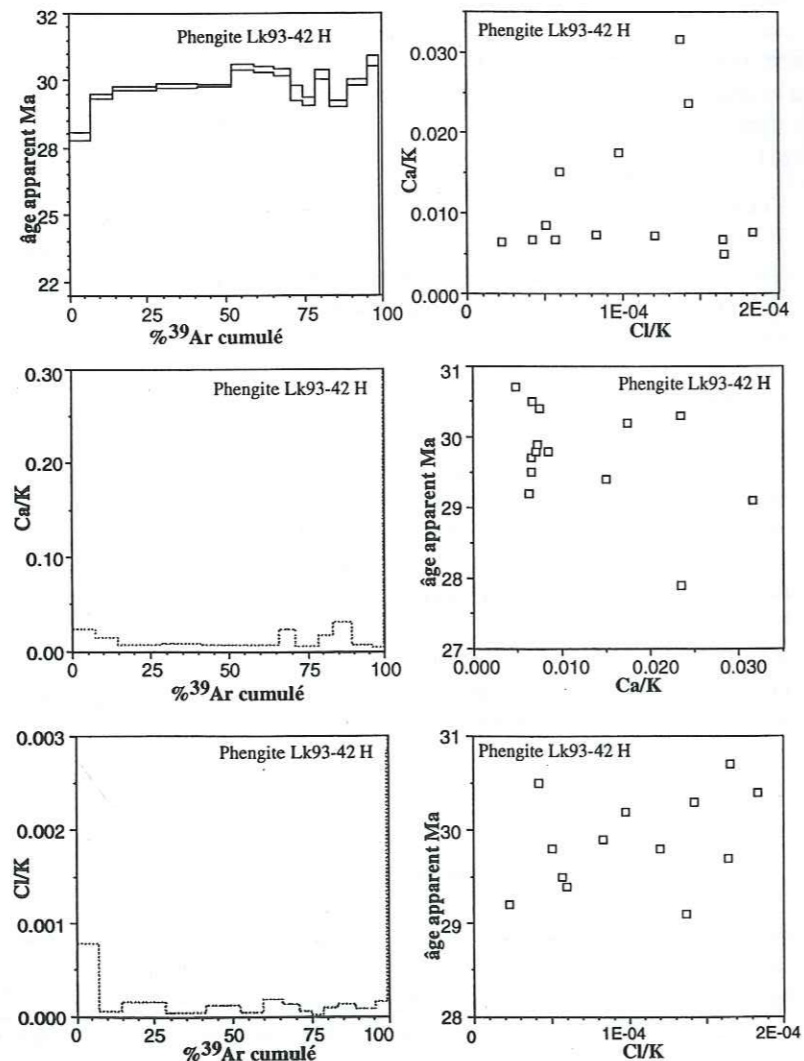 Phengite Lk93-42 H
âge apparent Ma
32
30
28
25
22
0
25
50
75
100
%39Ar cumulé
Phengite Lk93-42 H
Ca/K
0.030
0.020
0.010
0.000
0
1E-04
2E-04
Cl/K
Phengite Lk93-42 H
Ca/K
0.30
0.20
0.10
0.00
0
25
50
75
100
%39Ar cumulé
Phengite Lk93-42 H
âge apparent Ma
31
30
29
28
27
0.000
0.010
0.020
0.030
Ca/K
Phengite Lk93-42 H
Cl/K
0.003
0.002
0.001
0.000
0
25
50
75
100
%39Ar cumulé
Phengite Lk93-42 H
âge apparent Ma
31
30
29
28
0
1E-04
2E-04
Cl/K